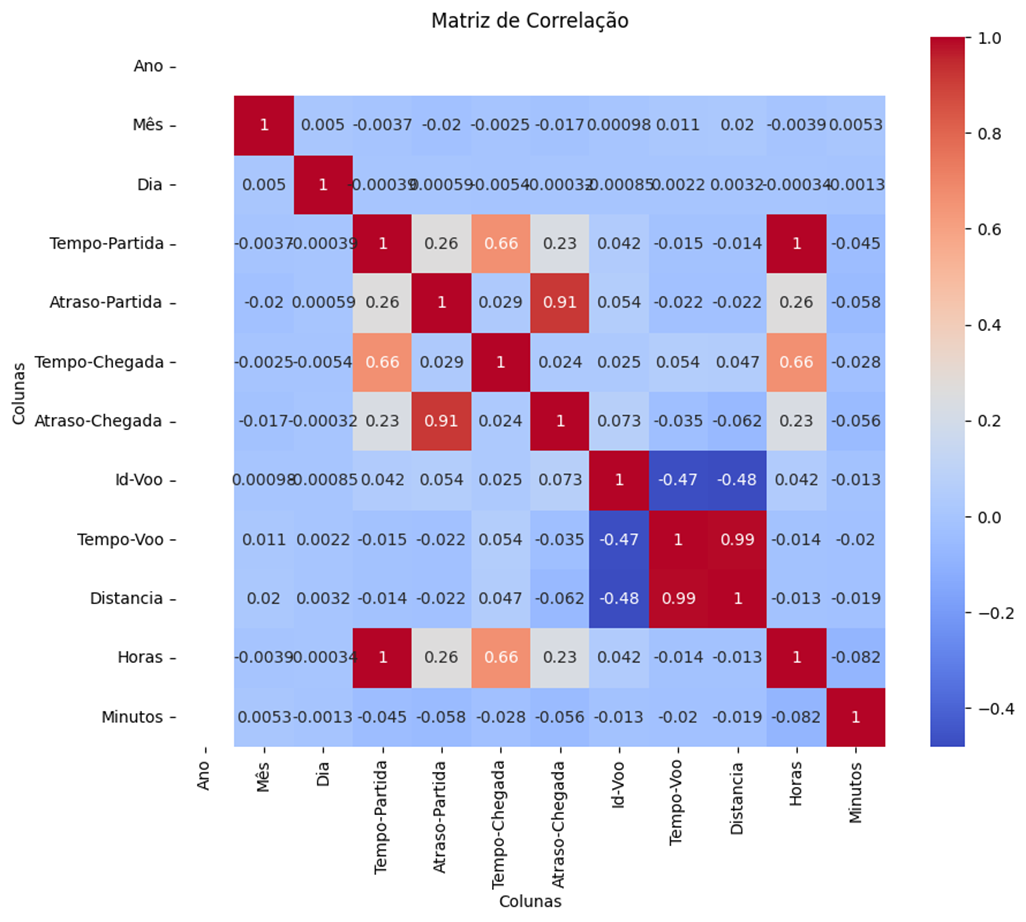 Matriz de Correlação
Ano
Mês 1 0.005 -0.0037 -0.02 -0.0025 -0.017 0.00098 0.011 0.02 -0.0039 0.0053
Dia 0.005 1 -0.00039 0.00059 -0.0054 -0.00032 -0.00085 0.0022 0.0032 -0.00034 -0.0013
Tempo-Partida -0.0037 -0.00039 1 0.26 0.66 0.23 0.042 -0.015 -0.014 1 -0.045
Atraso-Partida -0.02 0.00059 0.26 1 0.029 0.91 0.054 -0.022 -0.022 0.26 -0.058
Tempo-Chegada -0.0025 -0.0054 0.66 0.029 1 0.024 0.025 0.054 0.047 0.66 -0.028
Atraso-Chegada -0.017 -0.00032 0.23 0.91 0.024 1 0.073 -0.035 -0.062 0.23 -0.056
Id-Voo 0.00098 -0.00085 0.042 0.054 0.025 0.073 1 -0.47 -0.48 0.042 -0.013
Tempo-Voo 0.011 0.0022 -0.015 -0.022 0.054 -0.035 -0.47 1 0.99 -0.014 -0.02
Distancia 0.02 0.0032 -0.014 -0.022 0.047 -0.062 -0.48 0.99 1 -0.013 -0.019
Horas -0.0039 -0.00034 1 0.26 0.66 0.23 0.042 -0.014 -0.013 1 -0.082
Minutos 0.0053 -0.0013 -0.045 -0.058 -0.028 -0.056 -0.013 -0.02 -0.019 -0.082 1
Colunas
Ano Mês Dia Tempo-Partida Atraso-Partida Tempo-Chegada Atraso-Chegada Id-Voo Tempo-Voo Distancia Horas Minutos
Colunas
1.0
0.8
0.6
0.4
0.2
0.0
−0.2
−0.4